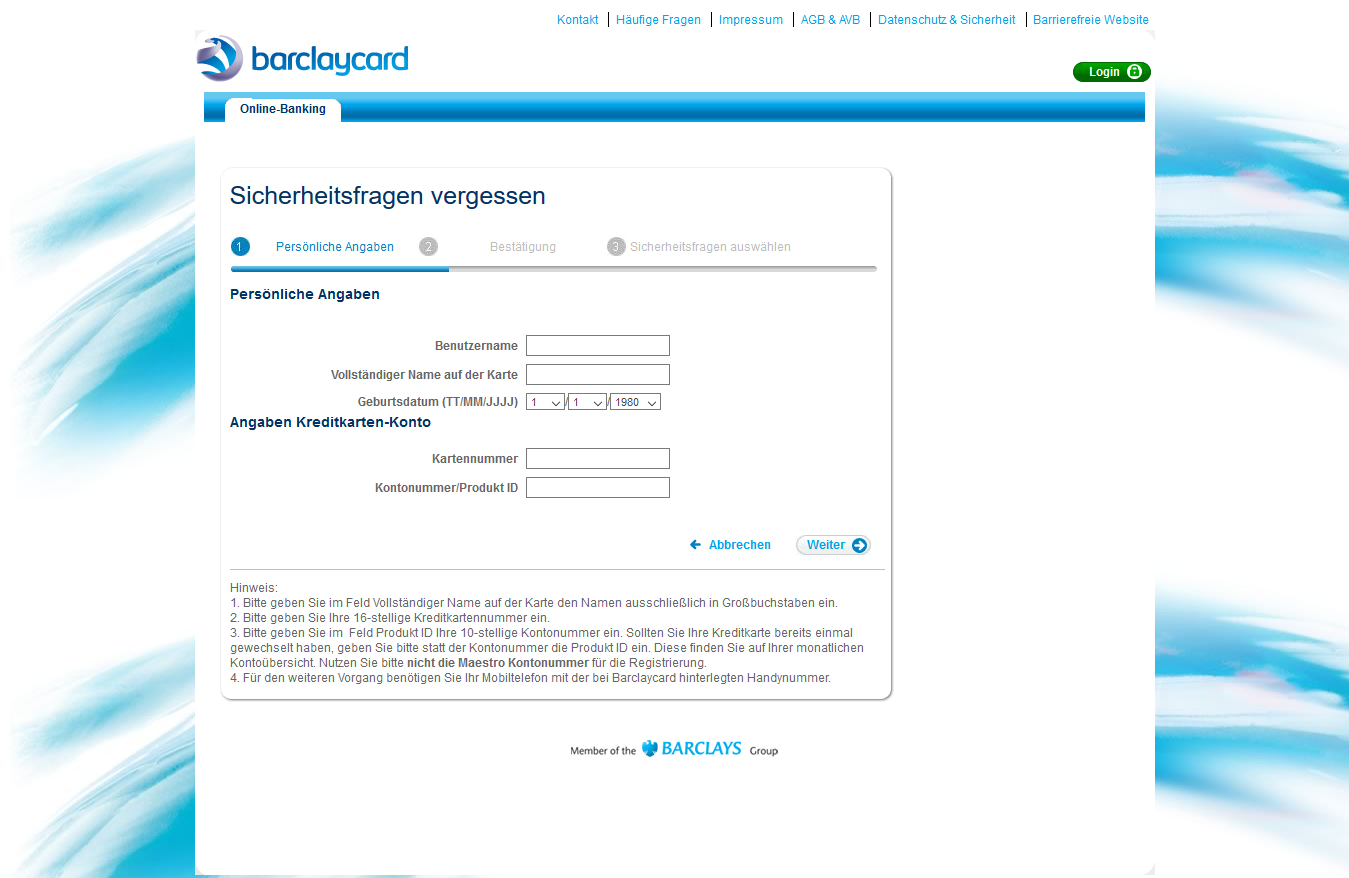 Kontakt Häufige Fragen Impressum AGB & AVB Datenschutz & Sicherheit Barrierefreie Website
barclaycard
Login
Online-Banking
Sicherheitsfragen vergessen
1 Persönliche Angaben 2 Bestätigung 3 Sicherheitsfragen auswählen
Persönliche Angaben
Benutzername
Vollständiger Name auf der Karte
Geburtsdatum (TT/MM/JJJJ) 1 / 1 / 1980
Angaben Kreditkarten-Konto
Kartennummer
Kontonummer/Produkt ID
Abbrechen Weiter
Hinweis:
1. Bitte geben Sie im Feld Vollständiger Name auf der Karte den Namen ausschließlich in Großbuchstaben ein.
2. Bitte geben Sie Ihre 16-stellige Kreditkartennummer ein.
3. Bitte geben Sie im Feld Produkt ID Ihre 10-stellige Kontonummer ein. Sollten Sie Ihre Kreditkarte bereits einmal
gewechselt haben, geben Sie bitte statt der Kontonummer die Produkt ID ein. Diese finden Sie auf Ihrer monatlichen
Kontoübersicht. Nutzen Sie bitte nicht die Maestro Kontonummer für die Registrierung.
4. Für den weiteren Vorgang benötigen Sie Ihr Mobiltelefon mit der bei Barclaycard hinterlegten Handynummer.
Member of the BARCLAYS Group